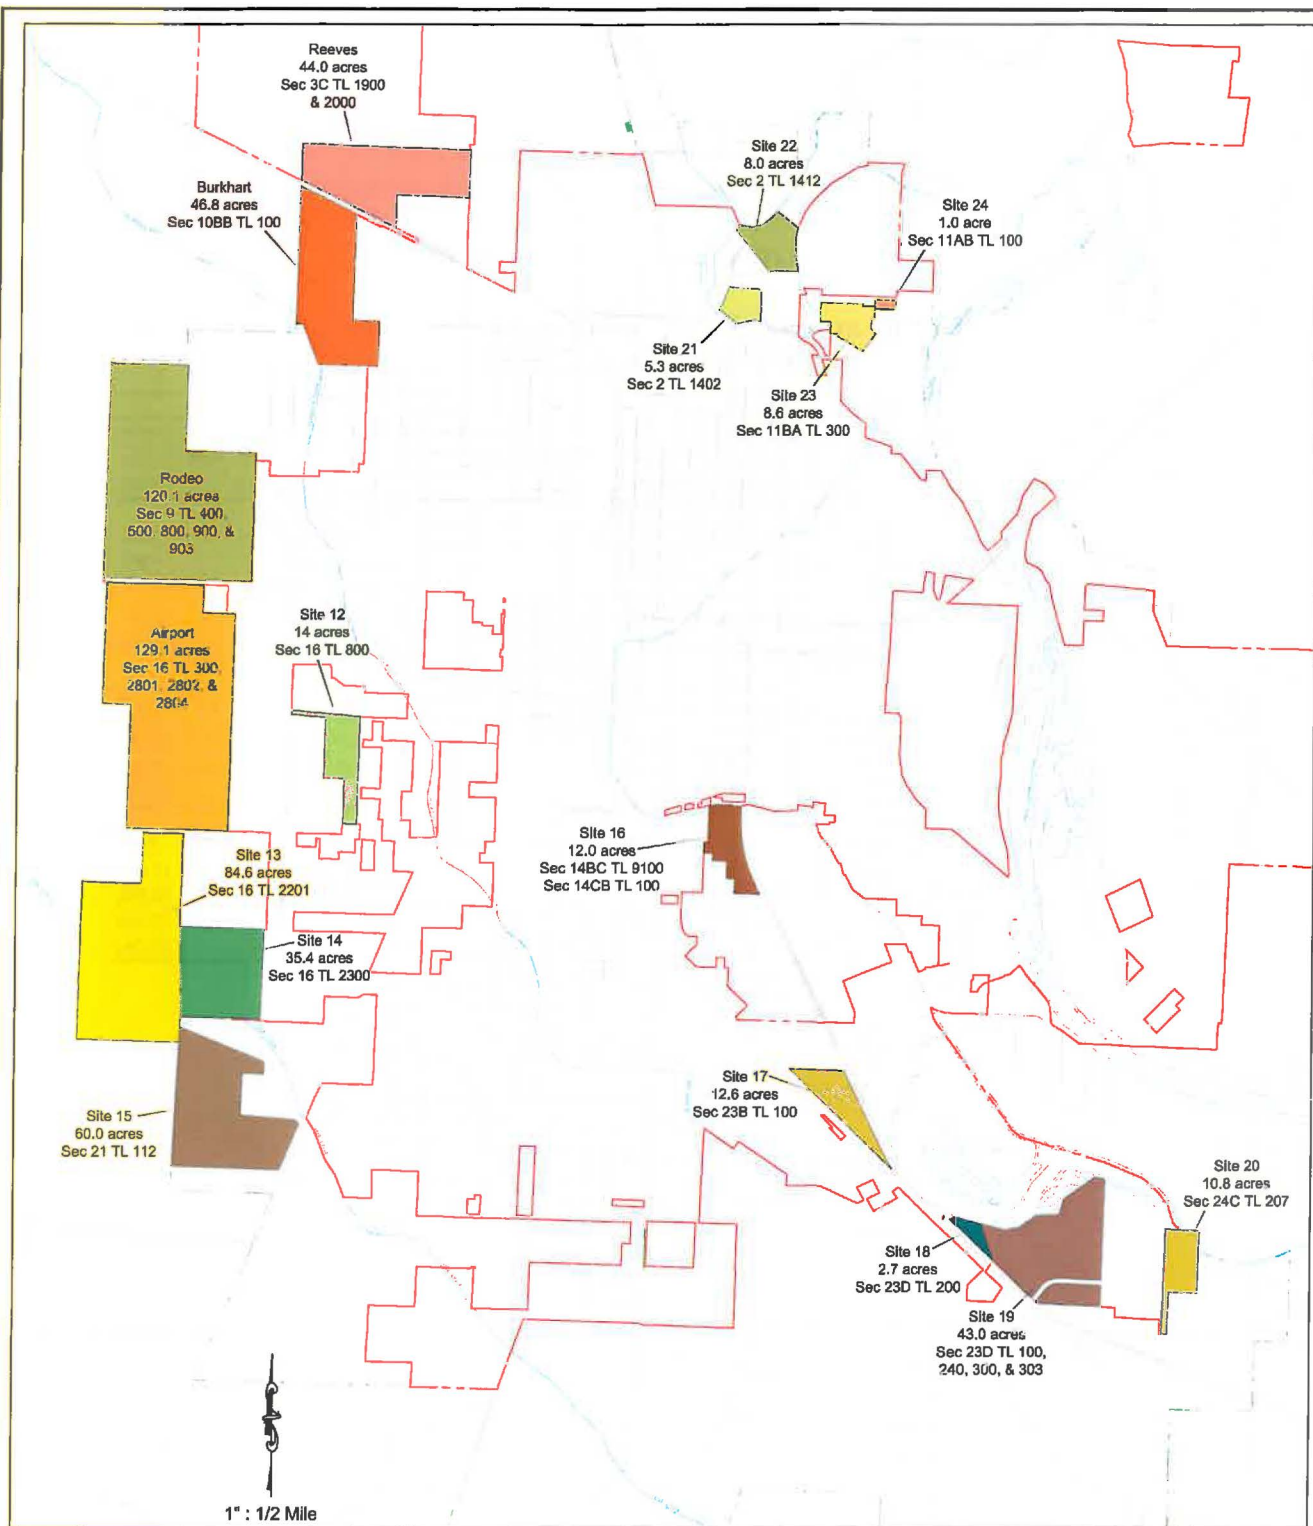 Reeves
44.0 acres
Sec 3C TL 1900
& 2000
Burkhart
46.8 acres
Sec 10BB TL 100
Site 22
8.0 acres
Sec 2 TL 1412
Site 24
1.0 acre
Sec 11AB TL 100
Site 21
5.3 acres
Sec 2 TL 1402
Site 23
8.6 acres
Sec 11BA TL 300
Rodeo
120.1 acres
Sec 9 TL 400,
500, 800, 900, &
903
Airport
129.1 acres
Sec 16 TL 300,
2801, 2802, &
2804
Site 12
14 acres
Sec 16 TL 800
Site 13
84.6 acres
Sec 16 TL 2201
Site 14
35.4 acres
Sec 16 TL 2300
Site 16
12.0 acres
Sec 14BC TL 9100
Sec 14CB TL 100
Site 15
60.0 acres
Sec 21 TL 112
Site 17
12.6 acres
Sec 23B TL 100
Site 20
10.8 acres
Sec 24C TL 207
Site 18
2.7 acres
Sec 23D TL 200
Site 19
43.0 acres
Sec 23D TL 100,
240, 300, & 303
1" : 1/2 Mile